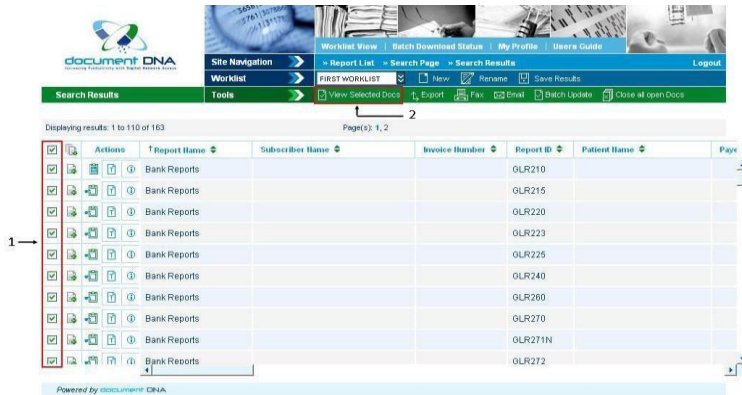 Worklist View | Batch Download Status | My Profile | Users Guide
document DNA
Site Navigation » Report List » Search Page » Search Results Logout
Worklist FIRST WORKLIST New Rename Save Results
Search Results Tools View Selected Docs Export Fax Email Batch Update Close all open Docs
2
Displaying results: 1 to 110 of 163 Page(s): 1, 2
Actions Report Name Subscriber Name Invoice Number Report ID Patient Name Paye
Bank Reports GLR210
Bank Reports GLR215
Bank Reports GLR220
Bank Reports GLR223
1
Bank Reports GLR225
Bank Reports GLR240
Bank Reports GLR260
Bank Reports GLR270
Bank Reports GLR271N
Bank Reports GLR272
Powered by document DNA